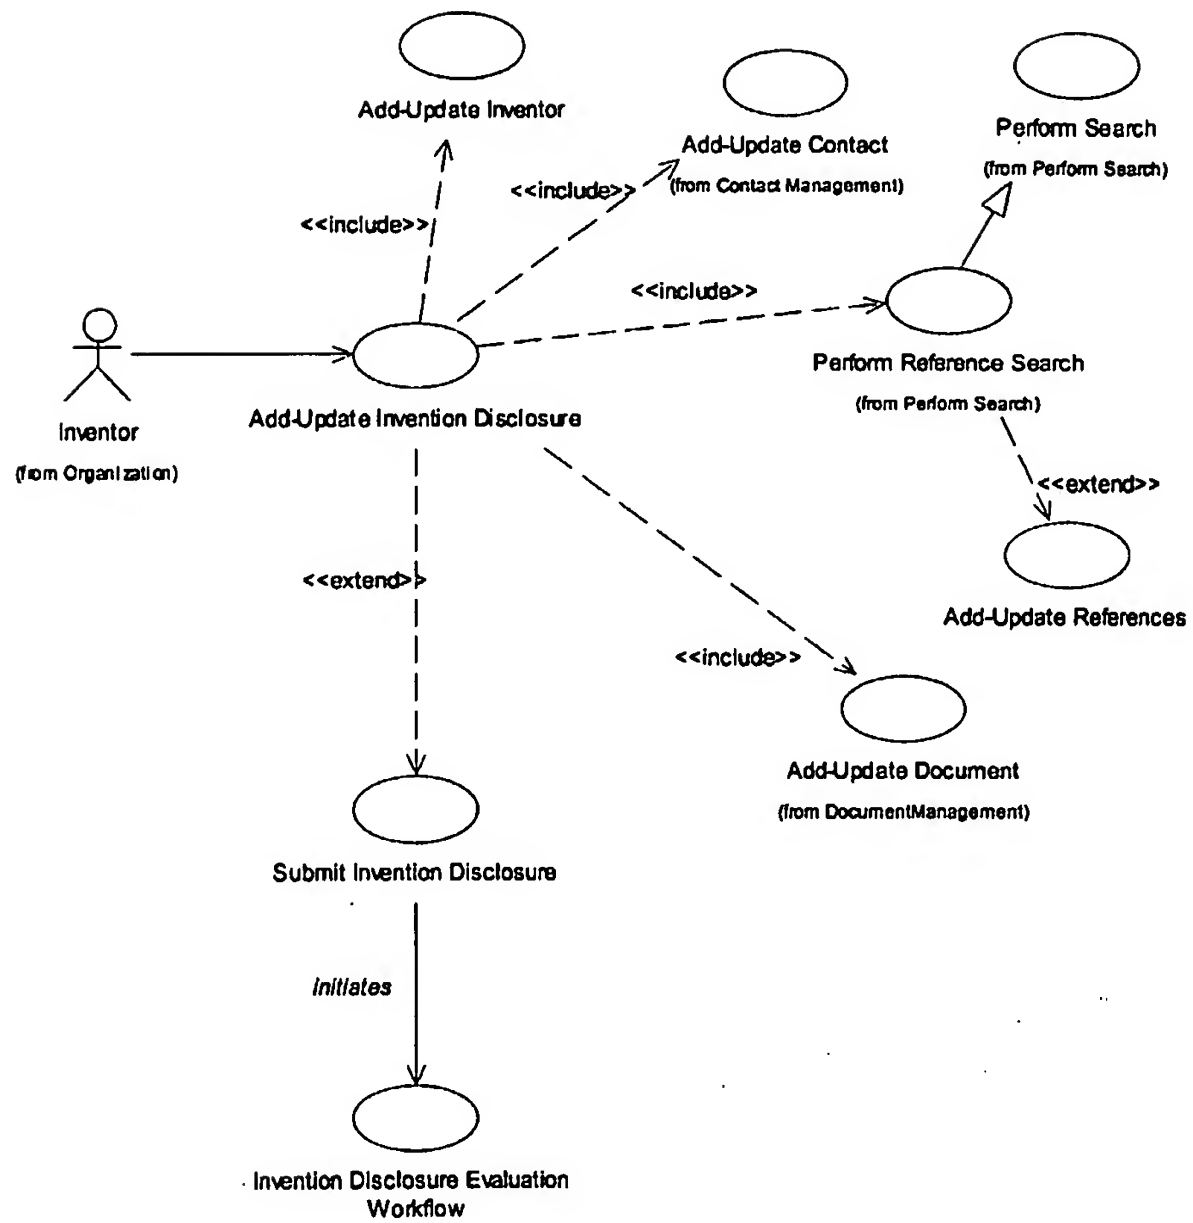 Add-Update Inventor
Add-Update Contact
(from Contact Management)
Perform Search
(from Perform Search)
<<include>>
<<include>>
<<include>>
Perform Reference Search
(from Perform Search)
Inventor
(from Organization)
Add-Update Invention Disclosure
<<extend>>
<<extend>>
Add-Update References
<<include>>
Add-Update Document
(from DocumentManagement)
Submit Invention Disclosure
initiates
Invention Disclosure Evaluation
Workflow